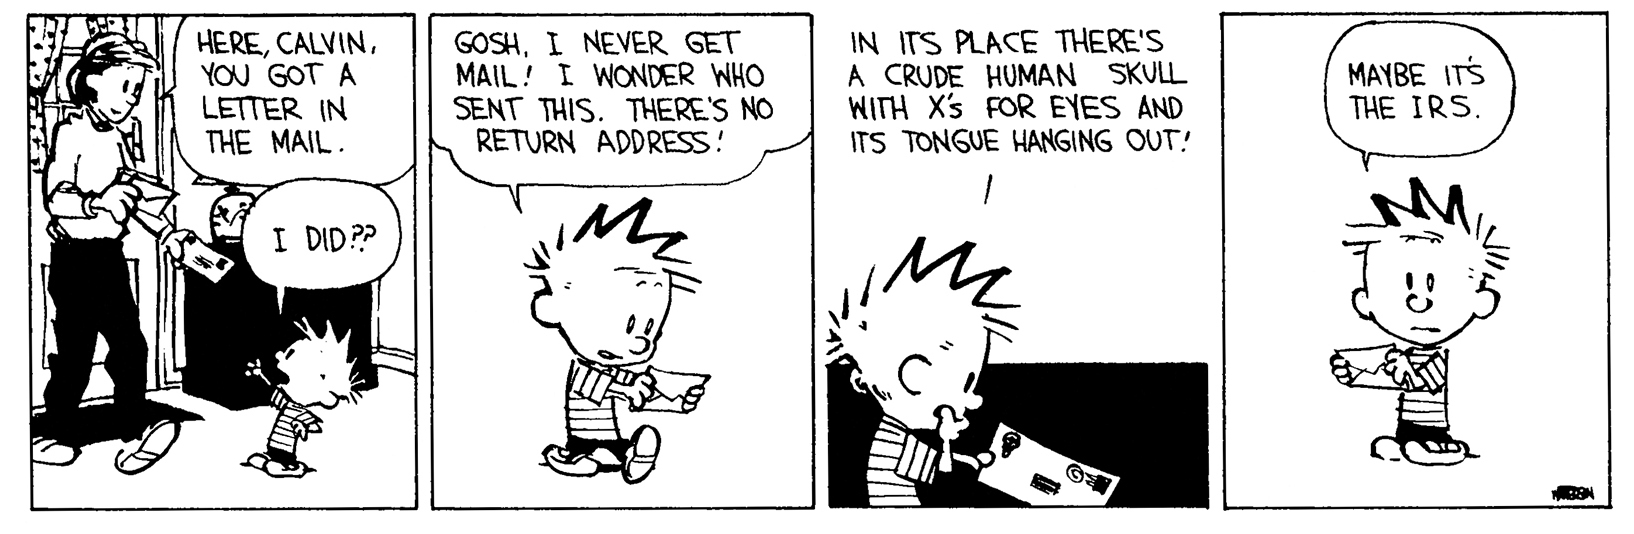 HERE, CALVIN.
YOU GOT A
LETTER IN
THE MAIL.
I DID??
GOSH, I NEVER GET
MAIL! I WONDER WHO
SENT THIS. THERE'S NO
RETURN ADDRESS!
IN ITS PLACE THERE'S
A CRUDE HUMAN SKULL
WITH X'S FOR EYES AND
ITS TONGUE HANGING OUT!
MAYBE IT'S
THE IRS.
WATTERSON